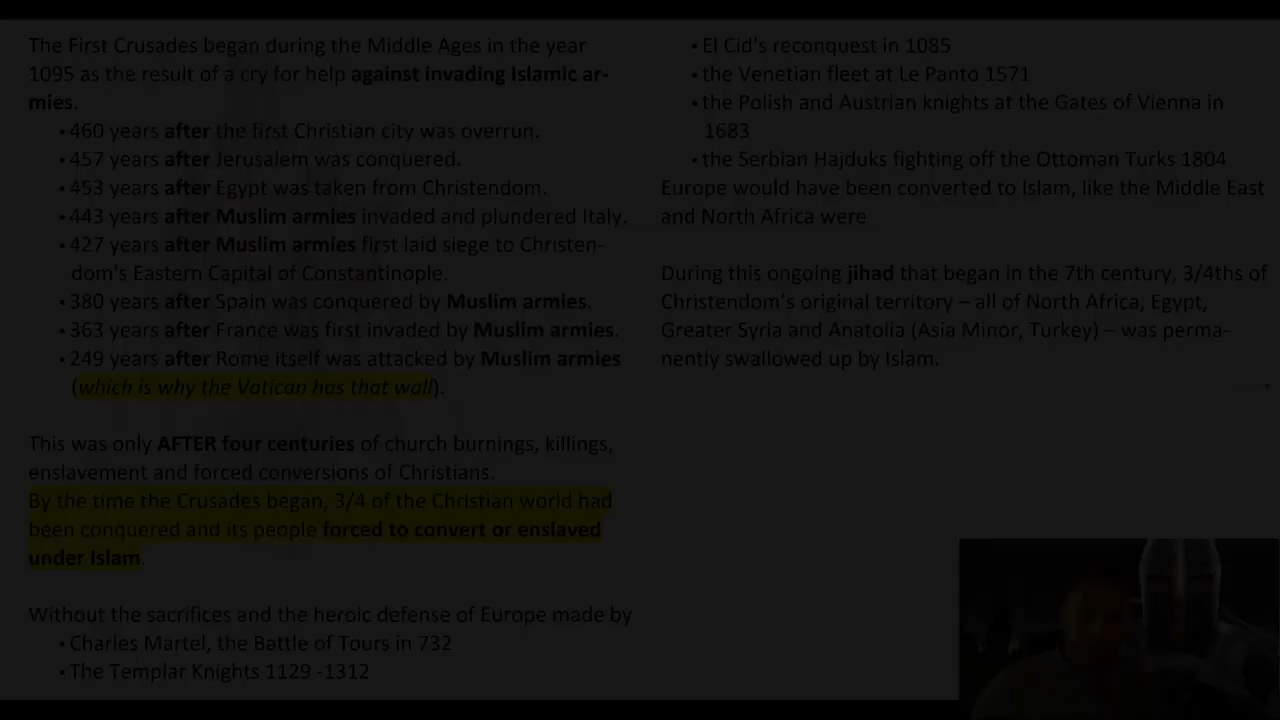 The First Crusades began during the Middle Ages in the year
1095 as the result of a cry for help against invading Islamic ar-
mies.
• 460 years after the first Christian city was overrun.
• 457 years after Jerusalem was conquered.
• 453 years after Egypt was taken from Christendom.
• 443 years after Muslim armies invaded and plundered Italy.
• 427 years after Muslim armies first laid siege to Christen-
dom's Eastern Capital of Constantinople.
• 380 years after Spain was conquered by Muslim armies.
• 363 years after France was first invaded by Muslim armies.
• 249 years after Rome itself was attacked by Muslim armies
(which is why the Vatican has that wall).
This was only AFTER four centuries of church burnings, killings,
enslavement and forced conversions of Christians.
By the time the Crusades began, 3/4 of the Christian world had
been conquered and its people forced to convert or enslaved
under Islam.
Without the sacrifices and the heroic defense of Europe made by
• Charles Martel, the Battle of Tours in 732
• The Templar Knights 1129 -1312
• El Cid's reconquest in 1085
• the Venetian fleet at Le Panto 1571
• the Polish and Austrian knights at the Gates of Vienna in
1683
• the Serbian Hajduks fighting off the Ottoman Turks 1804
Europe would have been converted to Islam, like the Middle East
and North Africa were
During this ongoing jihad that began in the 7th century, 3/4ths of
Christendom's original territory – all of North Africa, Egypt,
Greater Syria and Anatolia (Asia Minor, Turkey) – was perma-
nently swallowed up by Islam.